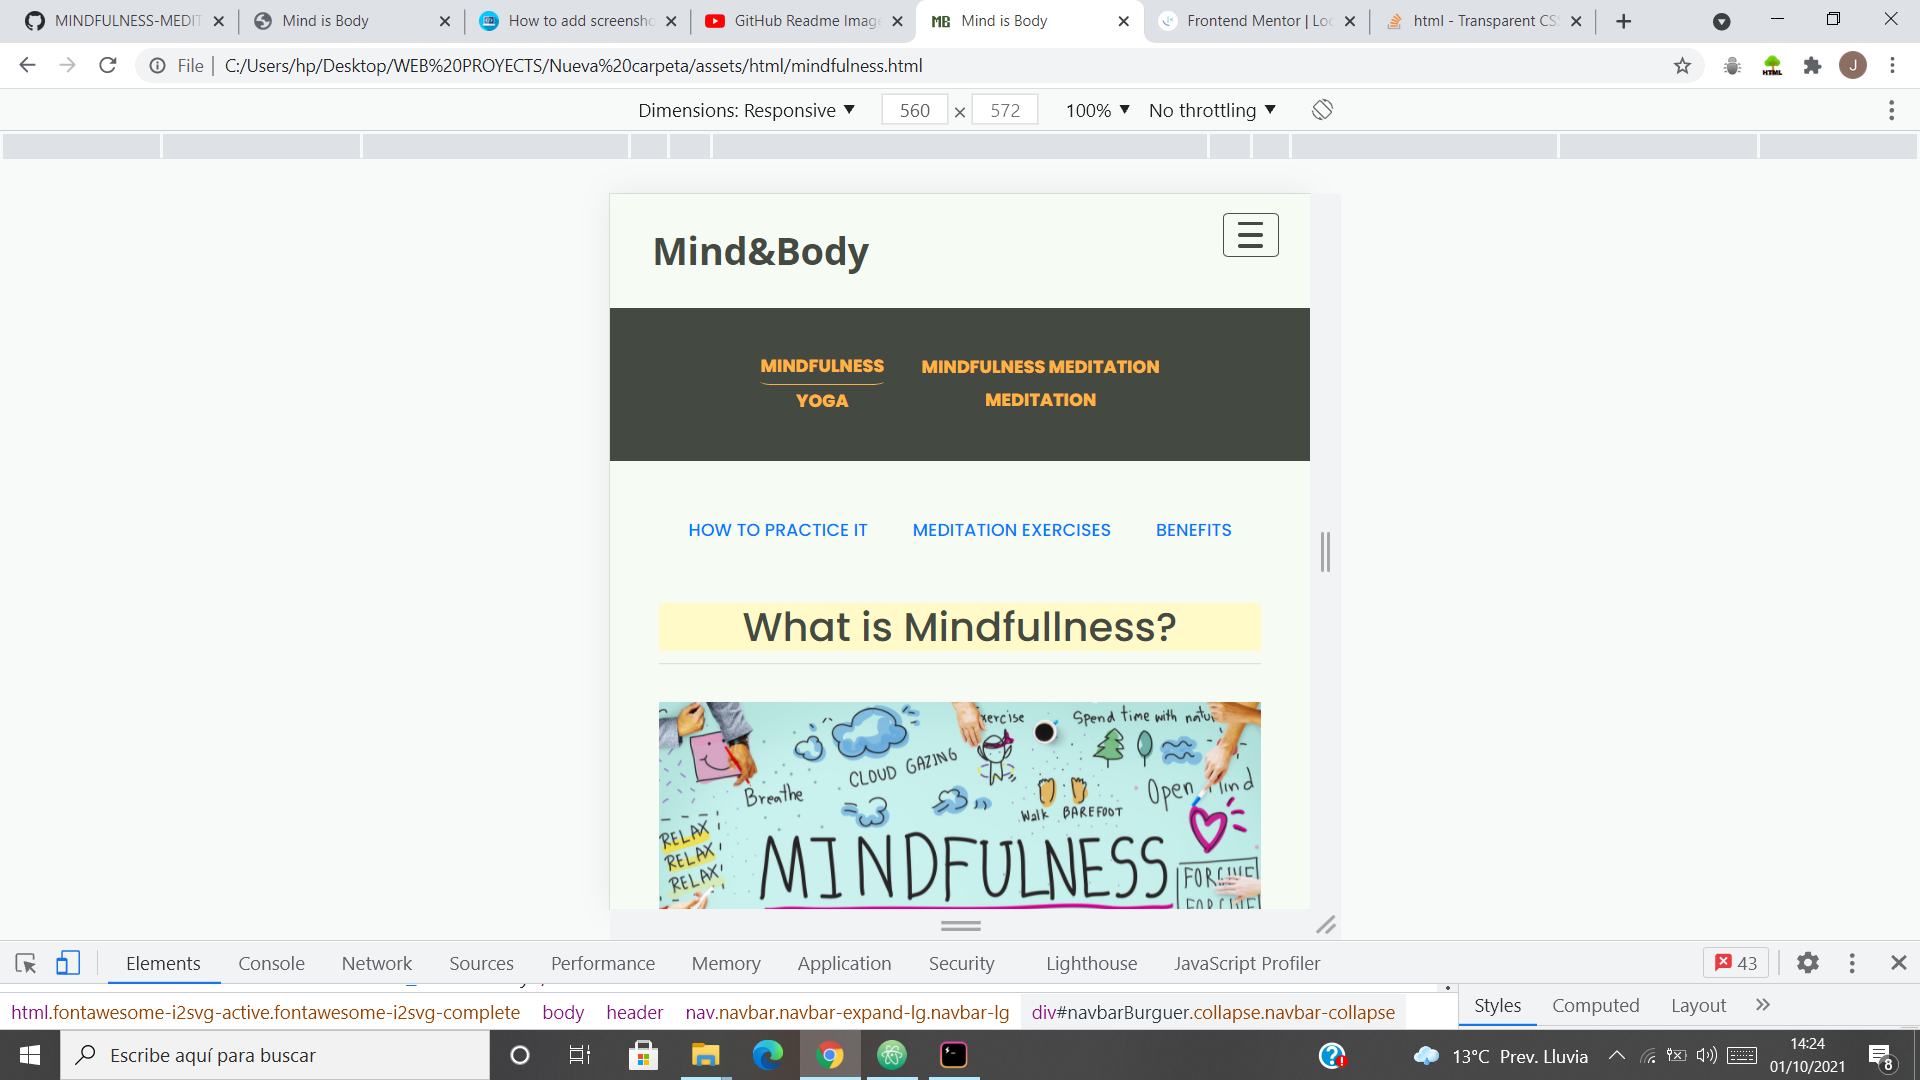 MINDFULNESS-MEDIT
Mind is Body
How to add screensho
GitHub Readme Image
MB Mind is Body
Frontend Mentor | Loo
html - Transparent CSS
File | C:/Users/hp/Desktop/WEB%20PROYECTS/Nueva%20carpeta/assets/html/mindfulness.html
HTML
J
Dimensions: Responsive ▼ 560 × 572 100% ▼ No throttling ▼
Mind&Body
MINDFULNESS MINDFULNESS MEDITATION
YOGA MEDITATION
HOW TO PRACTICE IT MEDITATION EXERCISES BENEFITS
What is Mindfullness?
xercise Spend time with natu
CLOUD GAZING
Breathe
Open Mind
Walk BAREFOOT
RELAX
RELAX
RELAX
MINDFULNESS
FORGIVE
FORGIVE
Elements Console Network Sources Performance Memory Application Security Lighthouse JavaScript Profiler 43
html.fontawesome-i2svg-active.fontawesome-i2svg-complete body header nav.navbar.navbar-expand-lg.navbar-lg div#navbarBurguer.collapse.navbar-collapse
Styles Computed Layout »
Escribe aquí para buscar
13°C Prev. Lluvia
14:24
01/10/2021
8